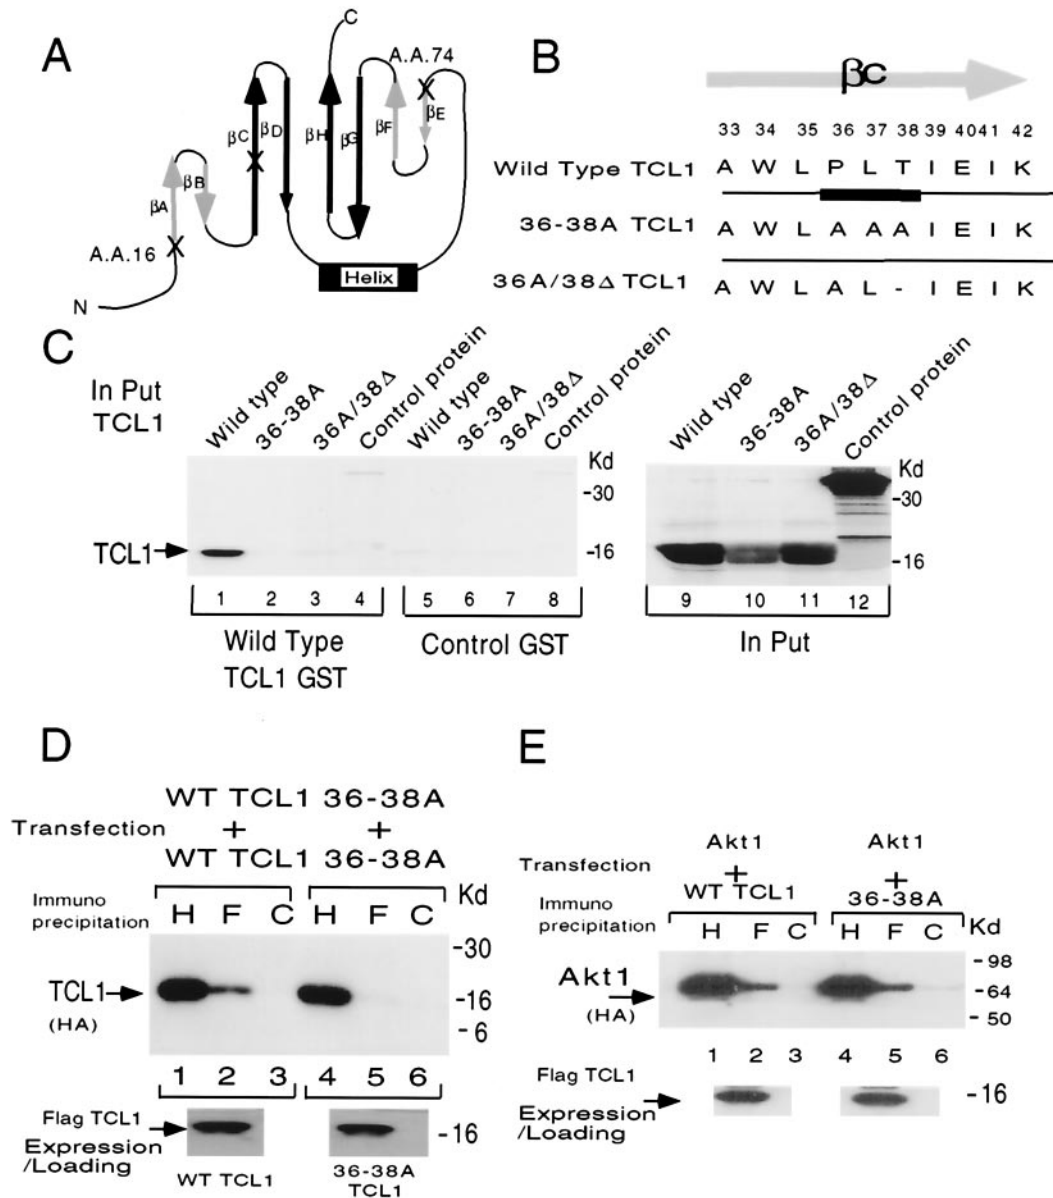 A
C
A.A.74
βC
βD
βH
βG
βF
βE
βB
βA
A.A.16
N
Helix
B
βC
33 34 35 36 37 38 39 40 41 42
Wild Type TCL1 A W L P L T I E I K
36-38A TCL1 A W L A A A I E I K
36A/38Δ TCL1 A W L A L - I E I K
C
In Put
TCL1
Wild type
36-38A
36A/38Δ
Control protein
Wild type
36-38A
36A/38Δ
Control protein
Kd
-30
-16
TCL1
1 2 3 4 5 6 7 8
Wild Type
TCL1 GST
Control GST
Wild type
36-38A
36A/38Δ
Control protein
Kd
-30
-16
9 10 11 12
In Put
D
WT TCL1 36-38A
Transfection + +
WT TCL1 36-38A
Immuno
precipitation
H F C H F C
Kd
-30
-16
-6
TCL1
(HA)
1 2 3 4 5 6
Flag TCL1
Expression
/Loading
-16
WT TCL1
36-38A
TCL1
E
Akt1 Akt1
Transfection + +
WT TCL1 36-38A
Immuno
precipitation
H F C H F C
Kd
-98
-64
-50
Akt1
(HA)
1 2 3 4 5 6
Flag TCL1
Expression
/Loading
-16